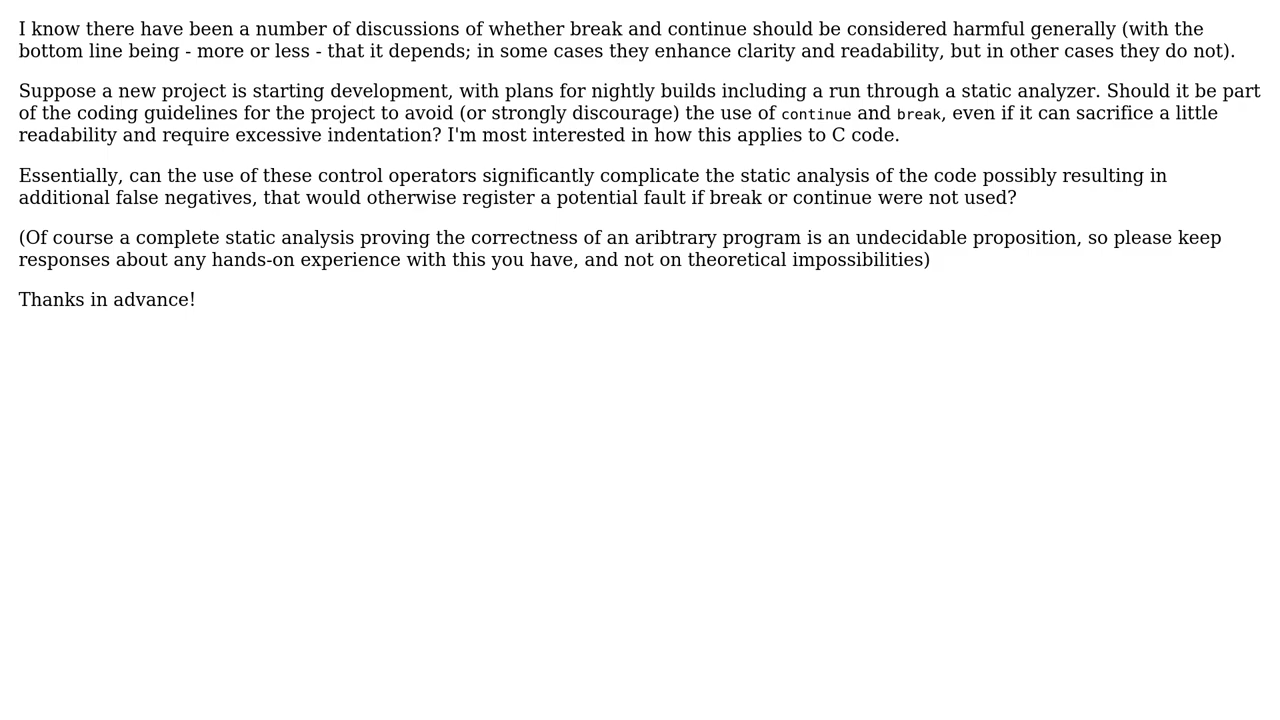 I know there have been a number of discussions of whether break and continue should be considered harmful generally (with the
bottom line being - more or less - that it depends; in some cases they enhance clarity and readability, but in other cases they do not).
Suppose a new project is starting development, with plans for nightly builds including a run through a static analyzer. Should it be part
of the coding guidelines for the project to avoid (or strongly discourage) the use of continue and break, even if it can sacrifice a little
readability and require excessive indentation? I'm most interested in how this applies to C code.
Essentially, can the use of these control operators significantly complicate the static analysis of the code possibly resulting in
additional false negatives, that would otherwise register a potential fault if break or continue were not used?
(Of course a complete static analysis proving the correctness of an aribtrary program is an undecidable proposition, so please keep
responses about any hands-on experience with this you have, and not on theoretical impossibilities)
Thanks in advance!